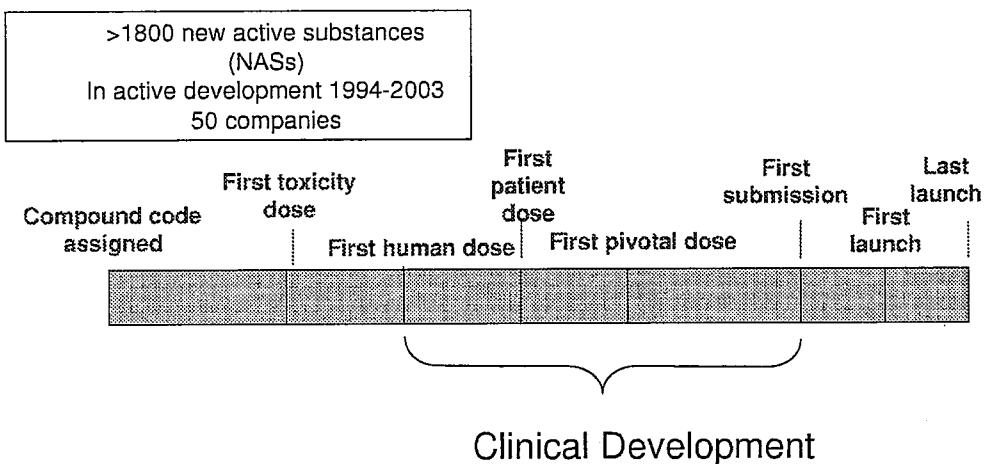 >1800 new active substances
(NASs)
In active development 1994-2003
50 companies
First toxicity
dose
First
patient
dose
First
submission
Last
launch
Compound code
assigned
First human dose
First pivotal dose
First
launch
Clinical Development